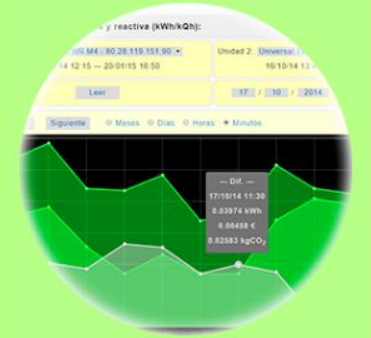 y reactiva (kWh/kQh):
M4 - 80.28.119.151:90
Unidad 2: Universal
12:15 — 20/01/15 16:50
16/10/14 13
Leer
17 / 10 / 2014
Siguiente Meses Días Horas Minutos
— Dif. —
17/10/14 11:30
0.03974 kWh
0.00458 €
0.02583 kgCO₂